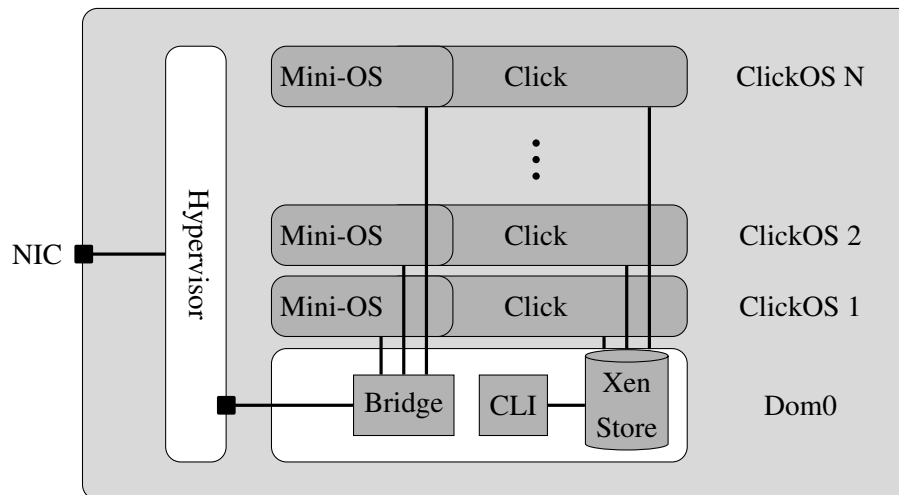 Mini-OS Click ClickOS N
Hypervisor
Mini-OS Click ClickOS 2
NIC
Mini-OS Click ClickOS 1
Bridge CLI Xen Store Dom0